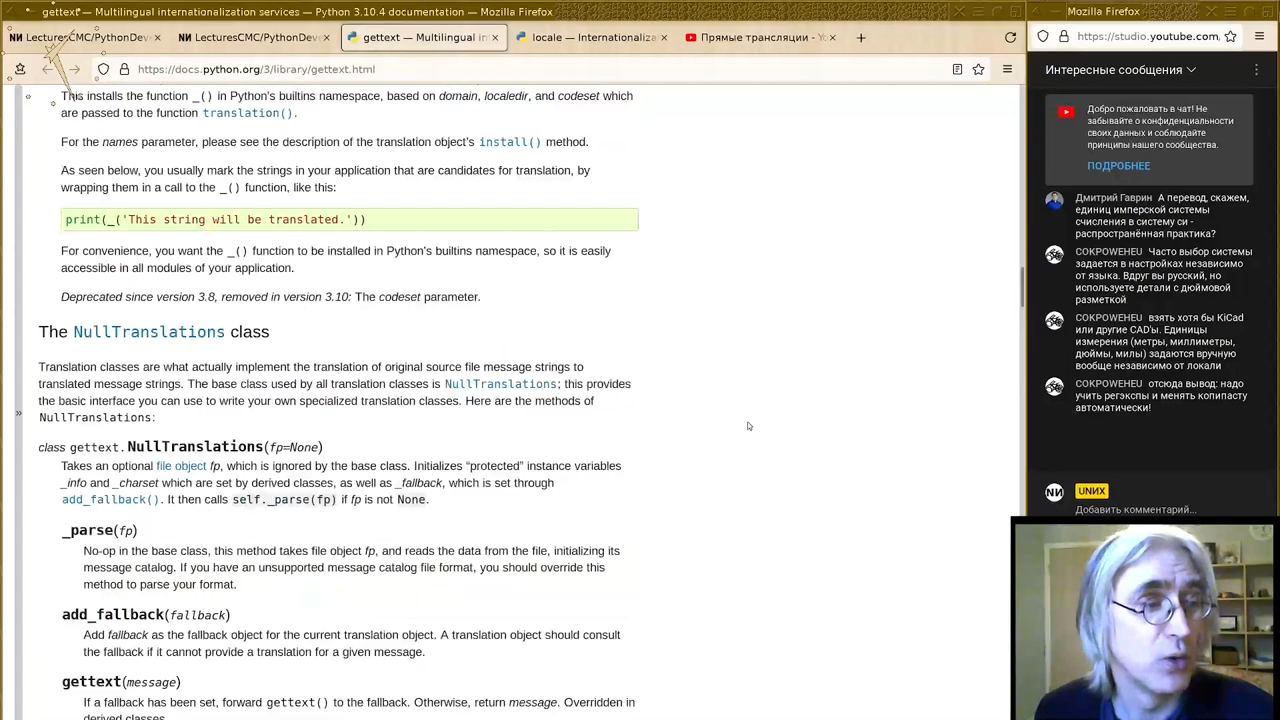 gettext — Multilingual internationalization services — Python 3.10.4 documentation — Mozilla Firefox
Mozilla Firefox
LecturesCMC/PythonDev
LecturesCMC/PythonDev
gettext — Multilingual in
locale — Internationaliza
Прямые трансляции - Yo
https://docs.python.org/3/library/gettext.html
https://studio.youtube.com
This installs the function _() in Python's builtins namespace, based on domain, localedir, and codeset which
are passed to the function translation().
For the names parameter, please see the description of the translation object's install() method.
As seen below, you usually mark the strings in your application that are candidates for translation, by
wrapping them in a call to the _() function, like this:
print(_('This string will be translated.'))
For convenience, you want the _() function to be installed in Python's builtins namespace, so it is easily
accessible in all modules of your application.
Deprecated since version 3.8, removed in version 3.10: The codeset parameter.
The NullTranslations class
Translation classes are what actually implement the translation of original source file message strings to
translated message strings. The base class used by all translation classes is NullTranslations; this provides
the basic interface you can use to write your own specialized translation classes. Here are the methods of
NullTranslations:
class gettext.NullTranslations(fp=None)
Takes an optional file object fp, which is ignored by the base class. Initializes “protected” instance variables
_info and _charset which are set by derived classes, as well as _fallback, which is set through
add_fallback(). It then calls self._parse(fp) if fp is not None.
_parse(fp)
No-op in the base class, this method takes file object fp, and reads the data from the file, initializing its
message catalog. If you have an unsupported message catalog file format, you should override this
method to parse your format.
add_fallback(fallback)
Add fallback as the fallback object for the current translation object. A translation object should consult
the fallback if it cannot provide a translation for a given message.
gettext(message)
If a fallback has been set, forward gettext() to the fallback. Otherwise, return message. Overridden in
derived classes.
Интересные сообщения
Добро пожаловать в чат! Не
забывайте о конфиденциальности
своих данных и соблюдайте
принципы нашего сообщества.
ПОДРОБНЕЕ
Дмитрий Гаврин А перевод, скажем,
единиц имперской системы
счисления в систему си -
распространённая практика?
COKPOWEHEU Часто выбор системы
задается в настройках независимо
от языка. Вдруг вы русский, но
используете детали с дюймовой
разметкой
COKPOWEHEU взять хотя бы KiCad
или другие CAD'ы. Единицы
измерения (метры, миллиметры,
дюймы, милы) задаются вручную
вообще независимо от локали
COKPOWEHEU отсюда вывод: надо
учить регэкспы и менять копипасту
автоматически!
UNИX
Добавить комментарий...